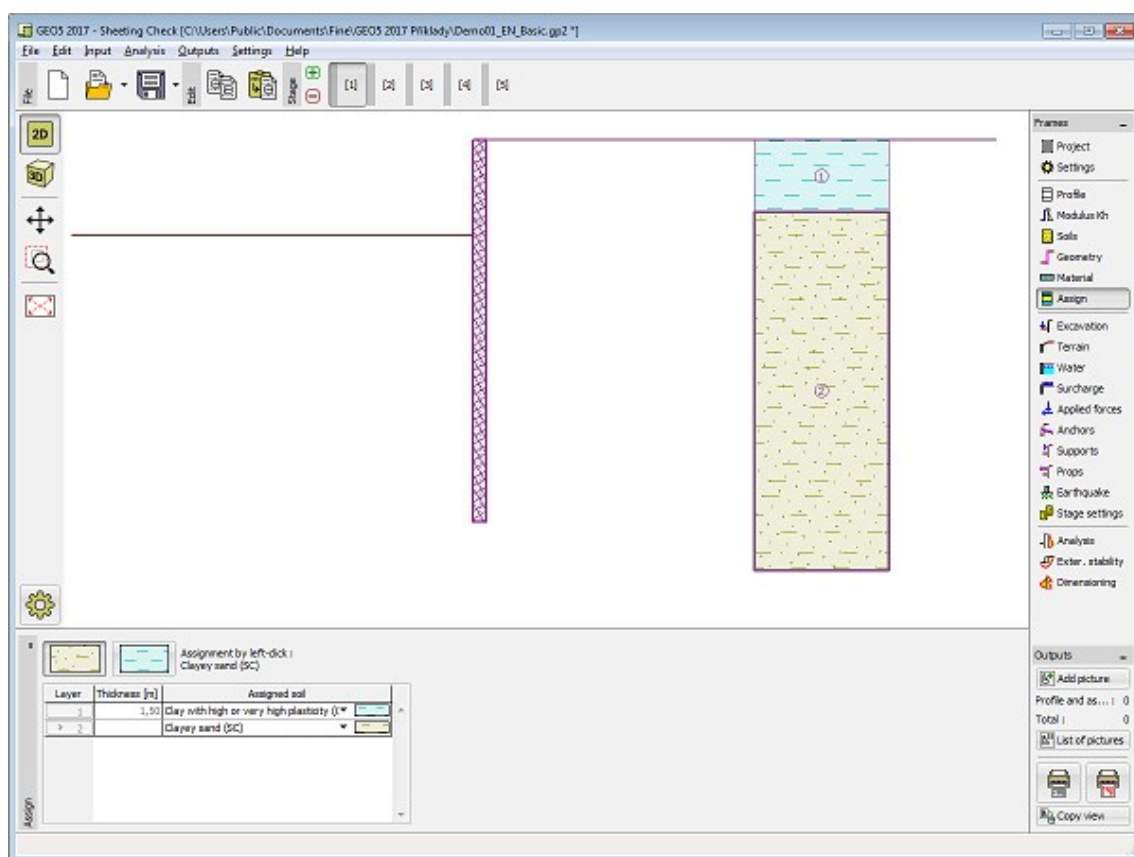 GEO5 2017 - Sheeting Check [C:\Users\Public\Documents\Fine\GEO5 2017 Příklady\Demo01_EN_Basic.gp2 *]
File Edit Input Analysis Outputs Settings Help
File
Edit
Stage
[1] [2] [3] [4] [5]
2D
3D
1
2
Frames
Project
Settings
Profile
Modulus Kh
Soils
Geometry
Material
Assign
Excavation
Terrain
Water
Surcharge
Applied forces
Anchors
Supports
Props
Earthquake
Stage settings
Analysis
Exter. stability
Dimensioning
Assignment by left-click :
Clayey sand (SC)
Layer Thickness [m] Assigned soil
1 1,50 Clay with high or very high plasticity (
2 Clayey sand (SC)
Assign
Outputs
Add picture
Profile and as... : 0
Total : 0
List of pictures
Copy view